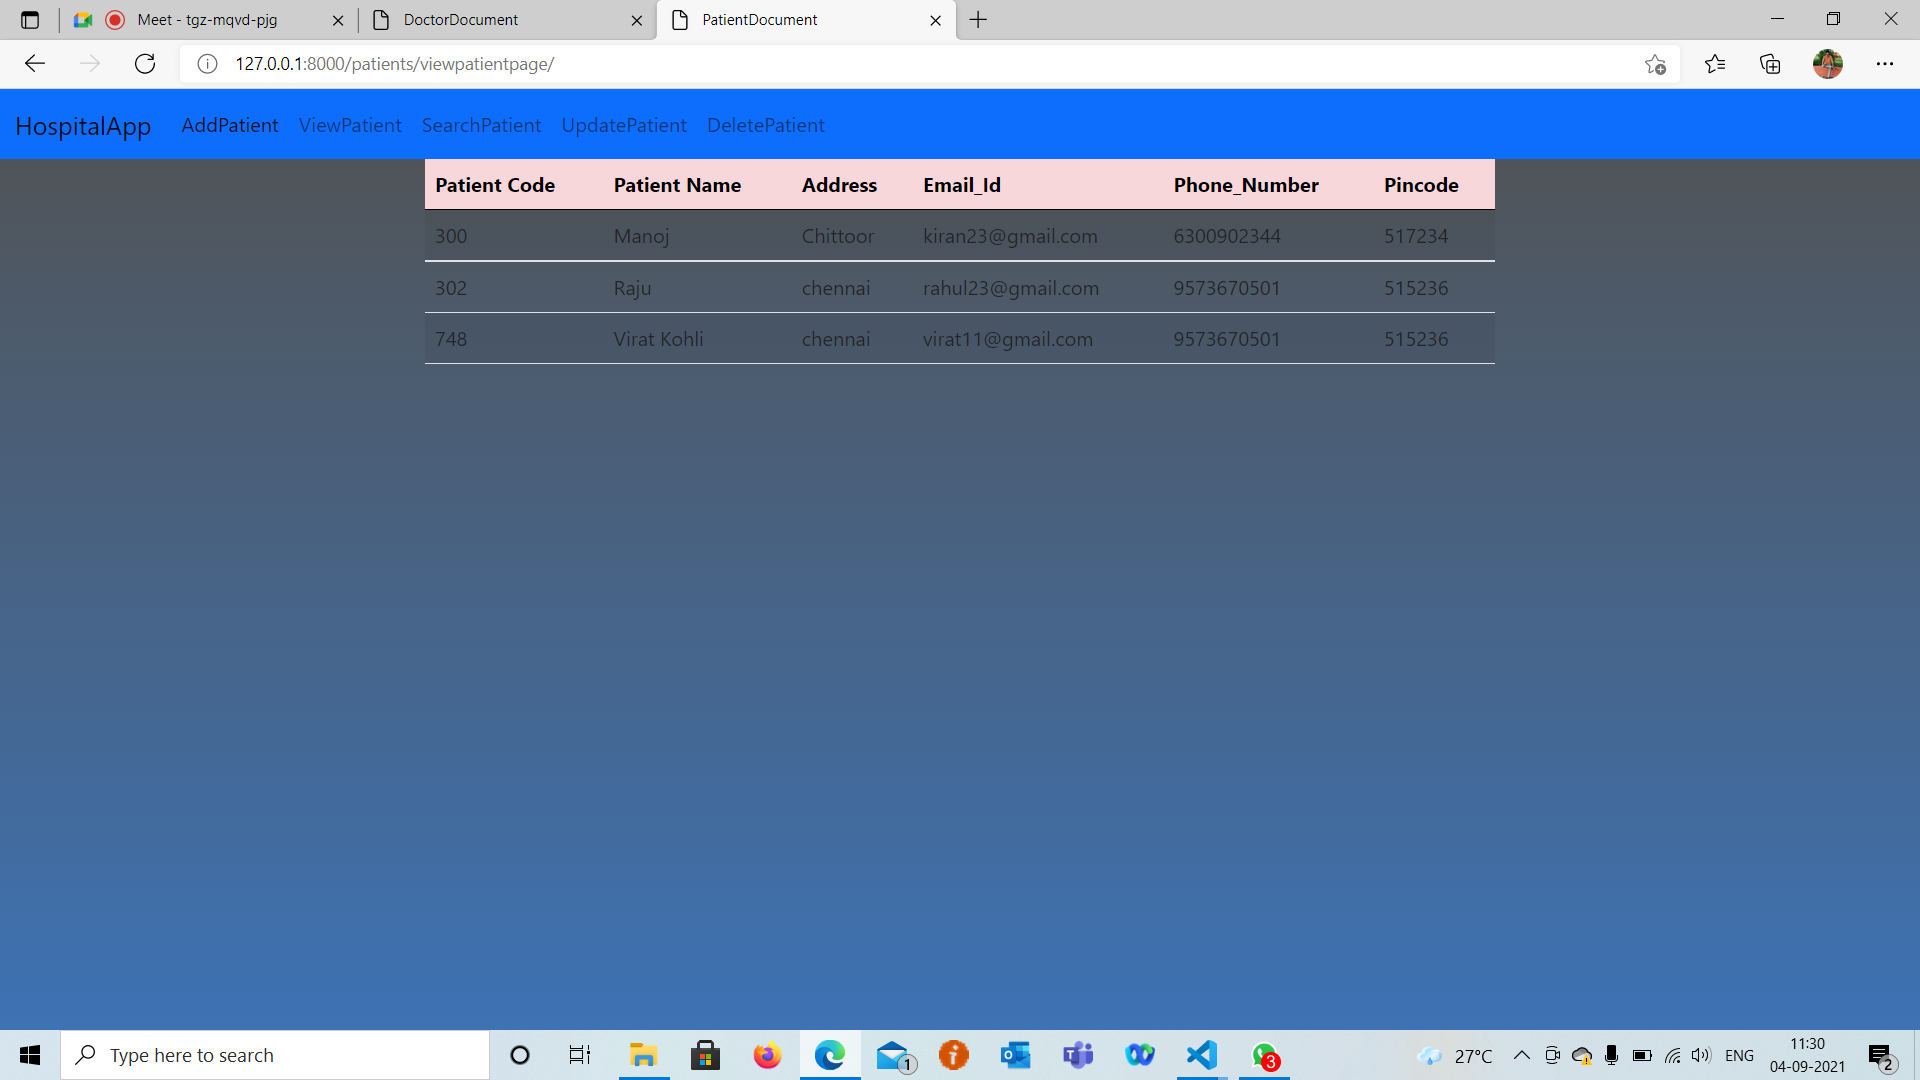 Meet - tgz-mqvd-pjg DoctorDocument PatientDocument
127.0.0.1:8000/patients/viewpatientpage/
HospitalApp AddPatient ViewPatient SearchPatient UpdatePatient DeletePatient
Patient Code Patient Name Address Email_Id Phone_Number Pincode
300 Manoj Chittoor kiran23@gmail.com 6300902344 517234
302 Raju chennai rahul23@gmail.com 9573670501 515236
748 Virat Kohli chennai virat11@gmail.com 9573670501 515236
Type here to search 1 3 27°C ENG 11:30
04-09-2021 2